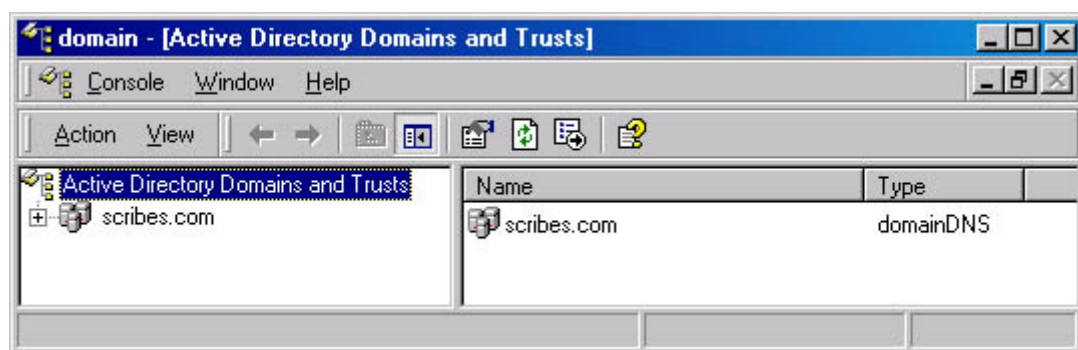 domain - [Active Directory Domains and Trusts]
Console Window Help
Action View
Active Directory Domains and Trusts
scribes.com
Name Type
scribes.com domainDNS